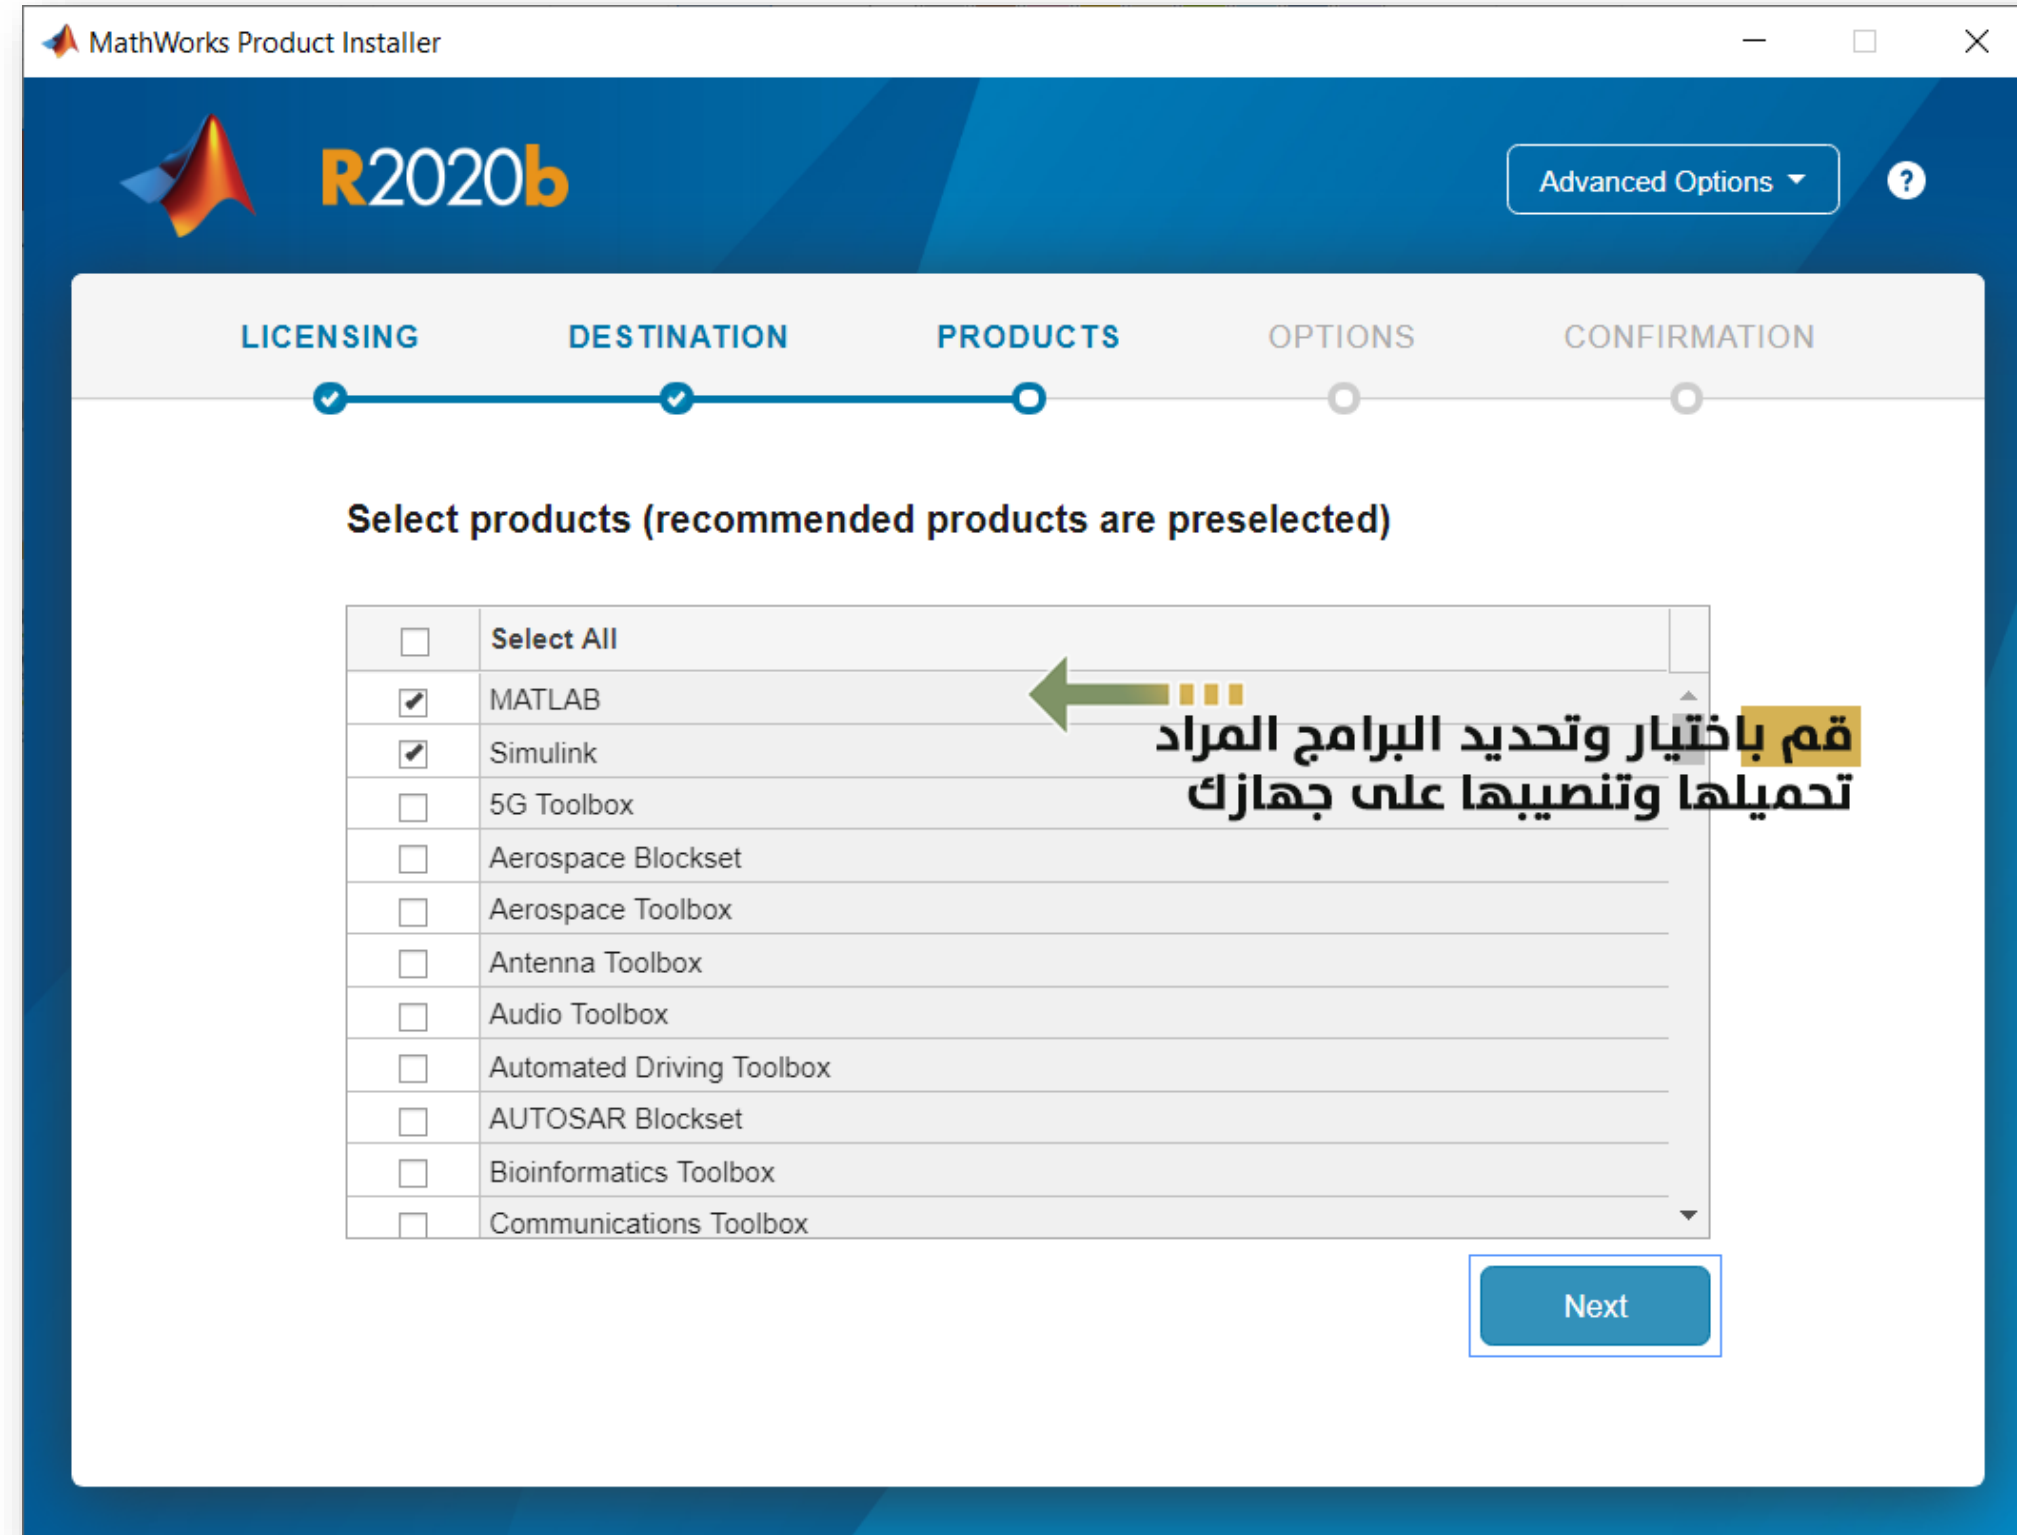 MathWorks Product Installer
R2020b
Advanced Options
?
LICENSING
DESTINATION
PRODUCTS
OPTIONS
CONFIRMATION
Select products (recommended products are preselected)
Select All
MATLAB
Simulink
5G Toolbox
Aerospace Blockset
Aerospace Toolbox
Antenna Toolbox
Audio Toolbox
Automated Driving Toolbox
AUTOSAR Blockset
Bioinformatics Toolbox
Communications Toolbox
قم باختيار وتحديد البرامج المراد
تحميلها وتنصيبها على جهازك
Next